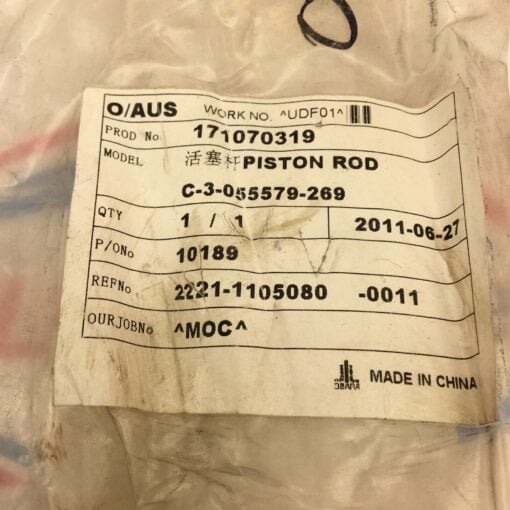 O/AUS WORK NO. ^UDF01^
PROD No 171070319
MODEL 活塞杆PISTON ROD
C-3-055579-269
QTY 1 / 1 2011-06-27
P/ONo 10189
REFNo 2221-1105080 -0011
OURJOBNo ^MOC^
OBARA
MADE IN CHINA